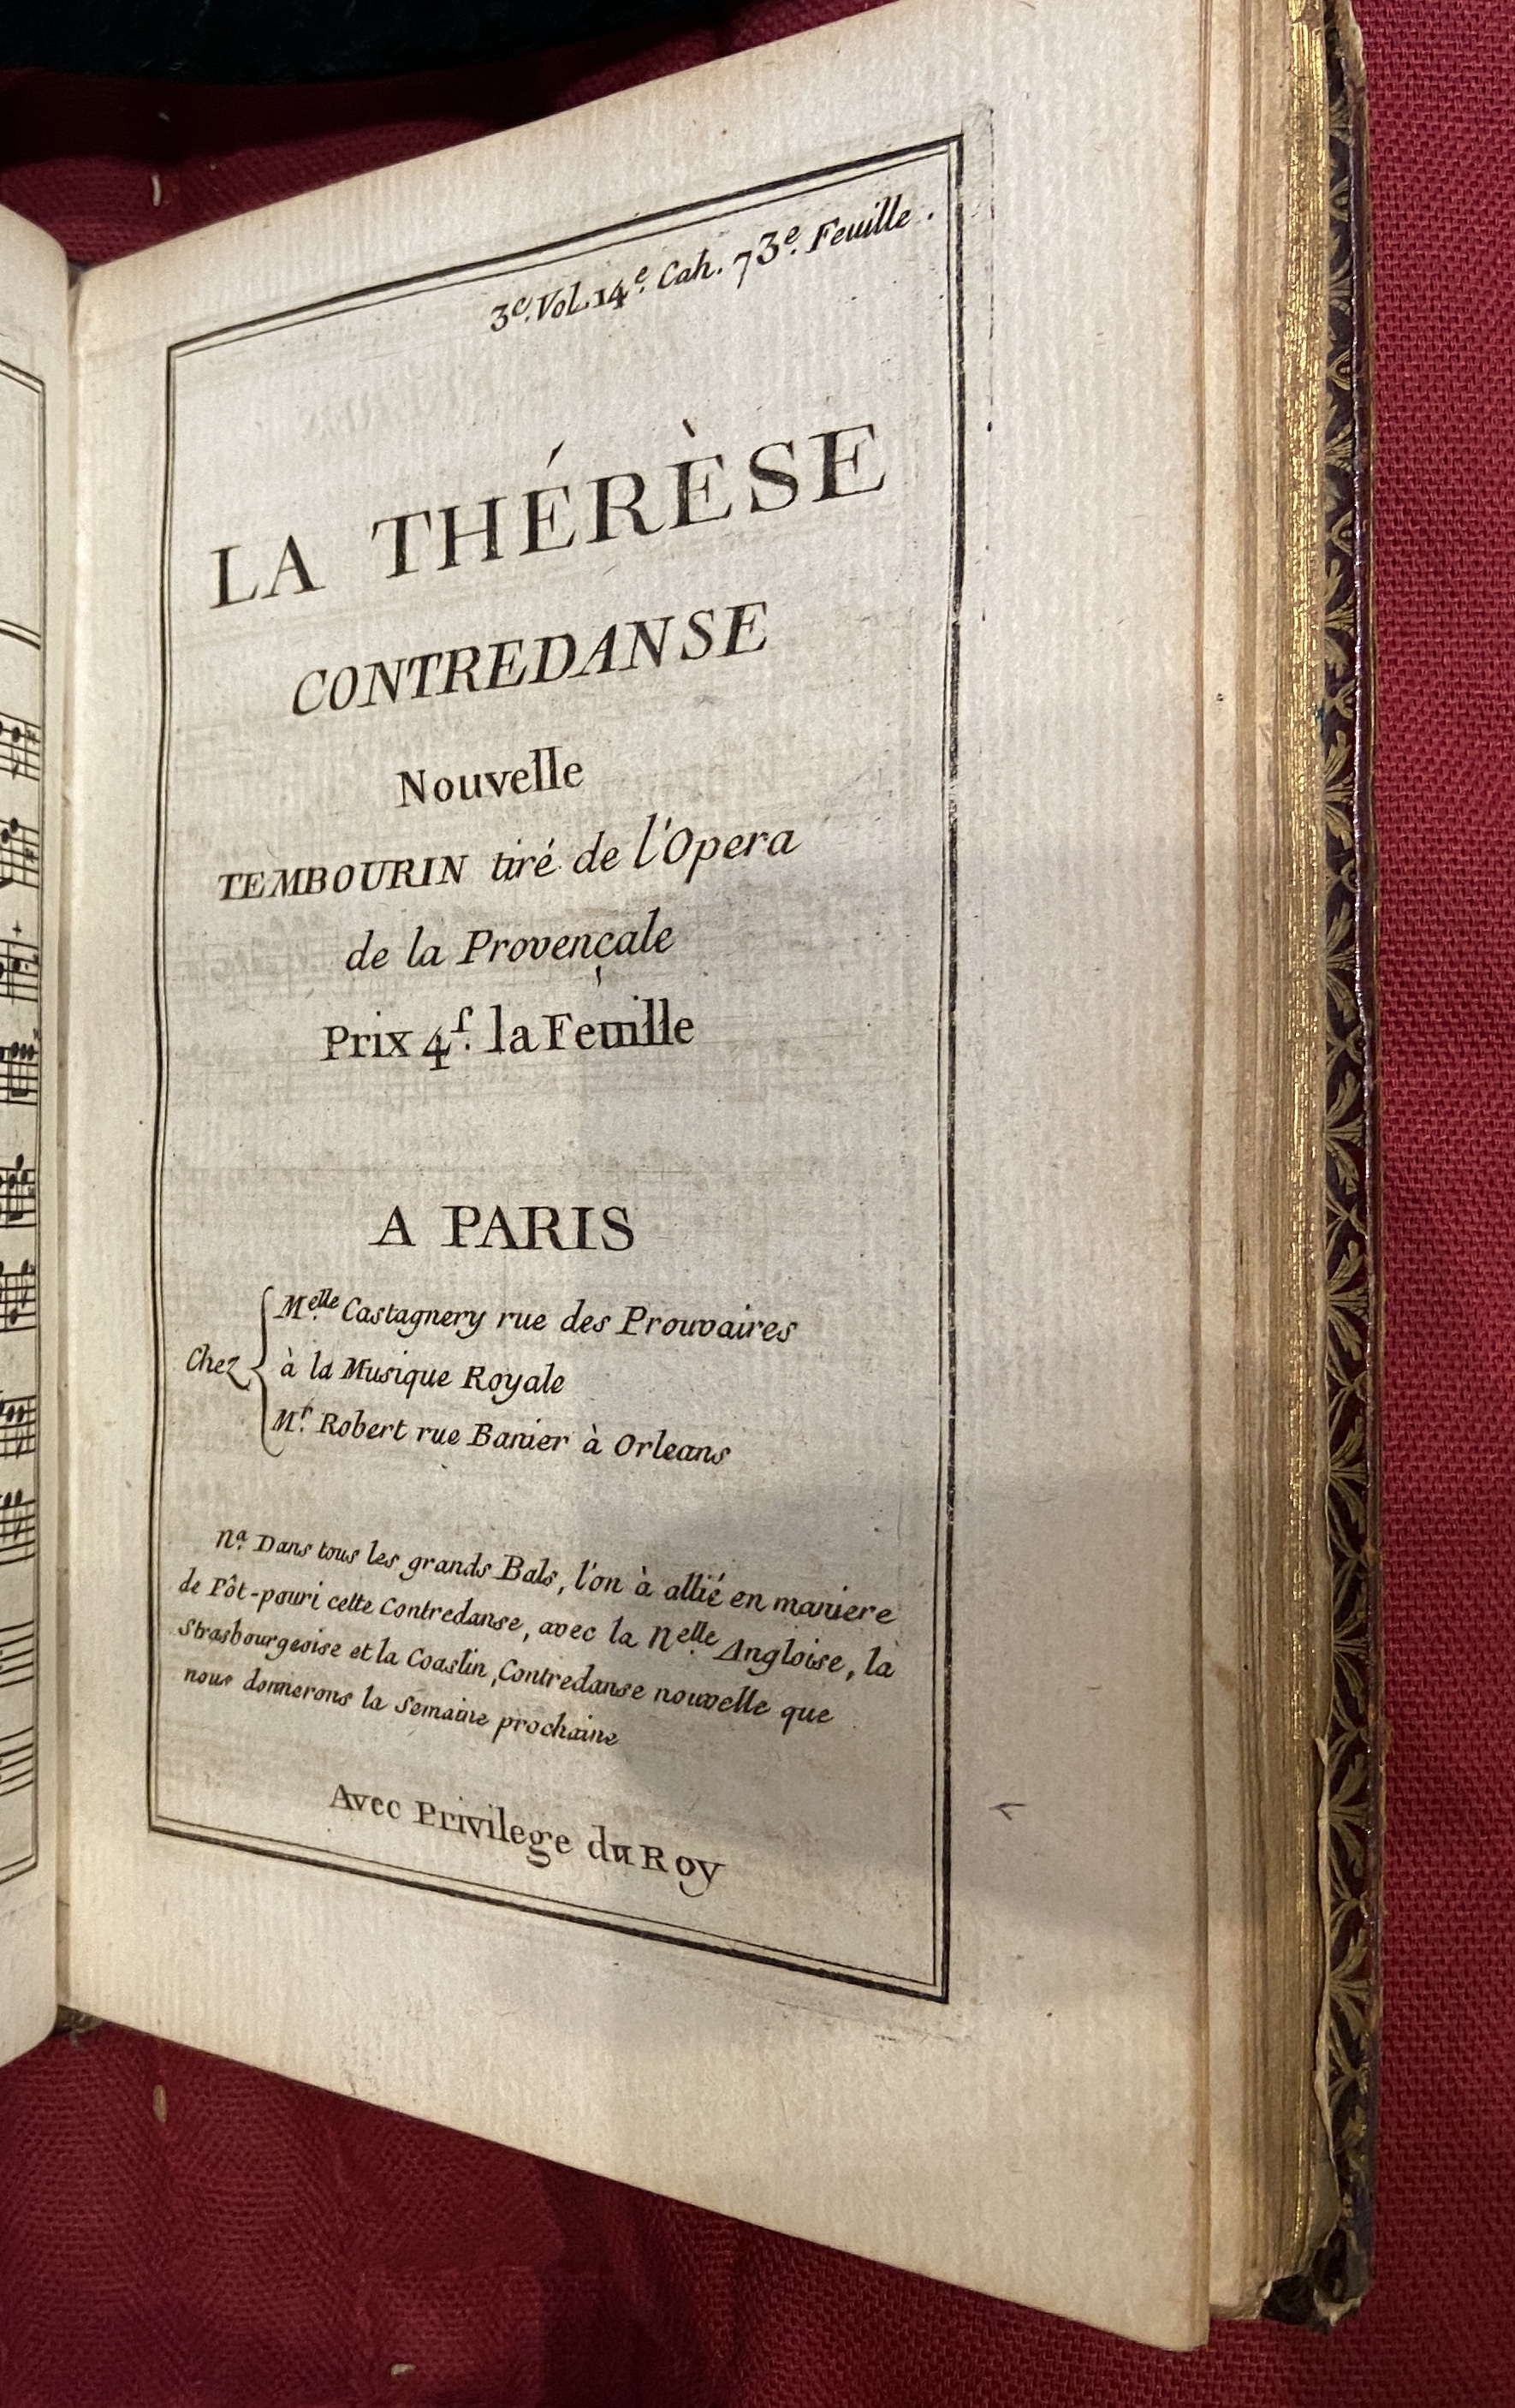 3e. Vol. 14e. Cah. 73e. Feuille.
LA THÉRÈSE
CONTREDANSE
Nouvelle
TEMBOURIN tiré de l'Opera
de la Provençale
Prix 4f. la Feuille
A PARIS
Chez
Melle. Castagnery rue des Prouvaires
à la Musique Royale
Mr. Robert rue Banier à Orleans
Na. Dans tous les grands Bals, l'on à allié en maniere
de Pôt-pouri cette Contredanse, avec la Nelle. Angloise, la
Strasbourgeoise et la Coaslin, Contredanse nouvelle que
nous donnerons la Semaine prochaine
Avec Privilege du Roy